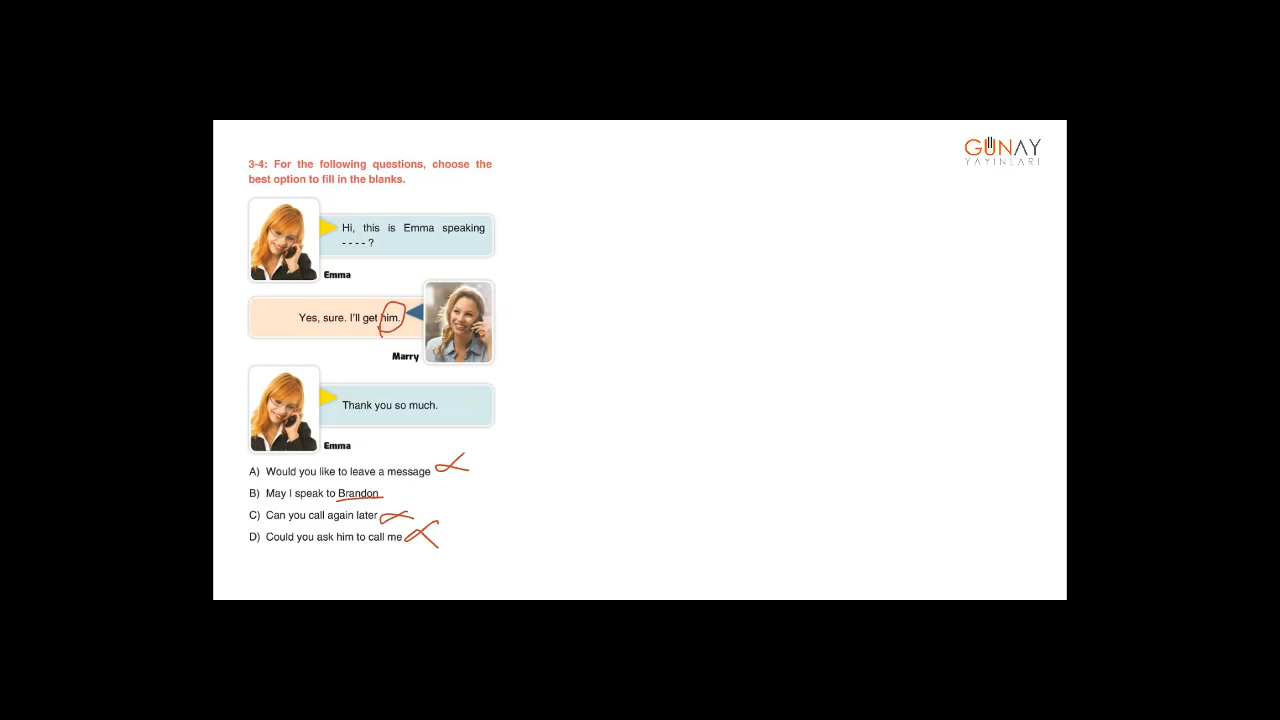 GÜNAY
YAYINLARI
3-4: For the following questions, choose the
best option to fill in the blanks.
Hi, this is Emma speaking
- - - - ?
Emma
Yes, sure. I'll get him.
Marry
Thank you so much.
Emma
A) Would you like to leave a message
B) May I speak to Brandon
C) Can you call again later
D) Could you ask him to call me